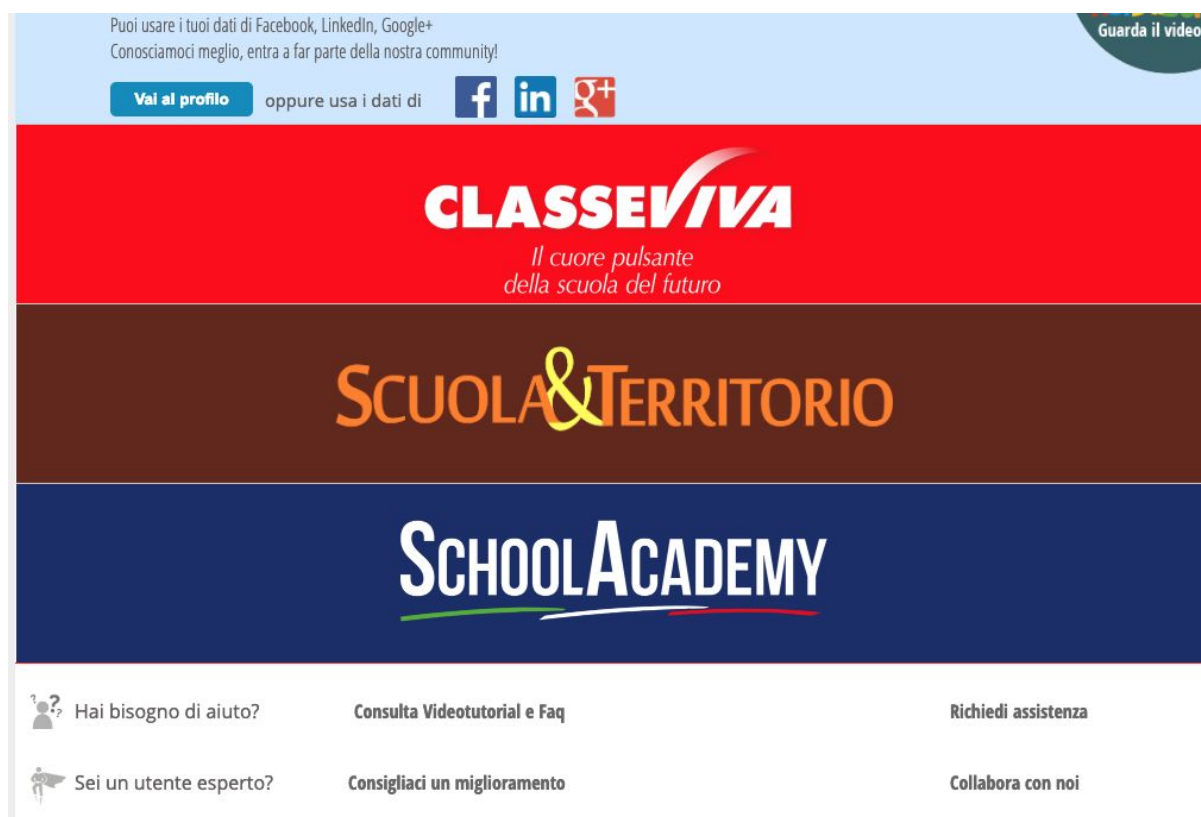 Puoi usare i tuoi dati di Facebook, LinkedIn, Google+
Conosciamoci meglio, entra a far parte della nostra community!
Guarda il video
Vai al profilo oppure usa i dati di f in g+
CLASSEVIVA
Il cuore pulsante
della scuola del futuro
SCUOLA&TERRITORIO
SCHOOLACADEMY
Hai bisogno di aiuto? Consulta Videotutorial e Faq Richiedi assistenza
Sei un utente esperto? Consigliaci un miglioramento Collabora con noi